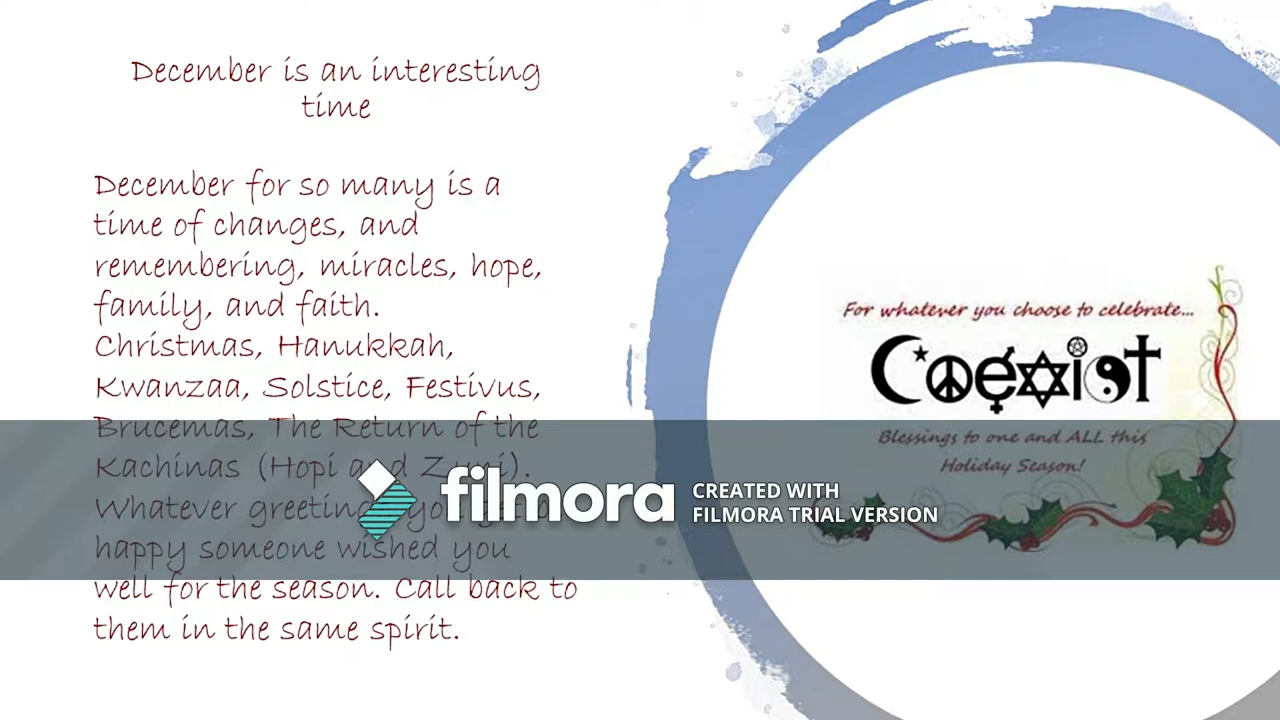 December is an interesting
time
December for so many is a
time of changes, and
remembering, miracles, hope,
family, and faith.
Christmas, Hanukkah,
Kwanzaa, Solstice, Festivus,
Brucemas, The Return of the
Kachinas (Hopi and Zuni).
Whatever greeting
happy someone wished you
well for the season. Call back to
them in the same spirit.
For whatever you choose to celebrate...
Coexist
Blessings to one and ALL this
Holiday Season!
filmora
CREATED WITH
FILMORA TRIAL VERSION